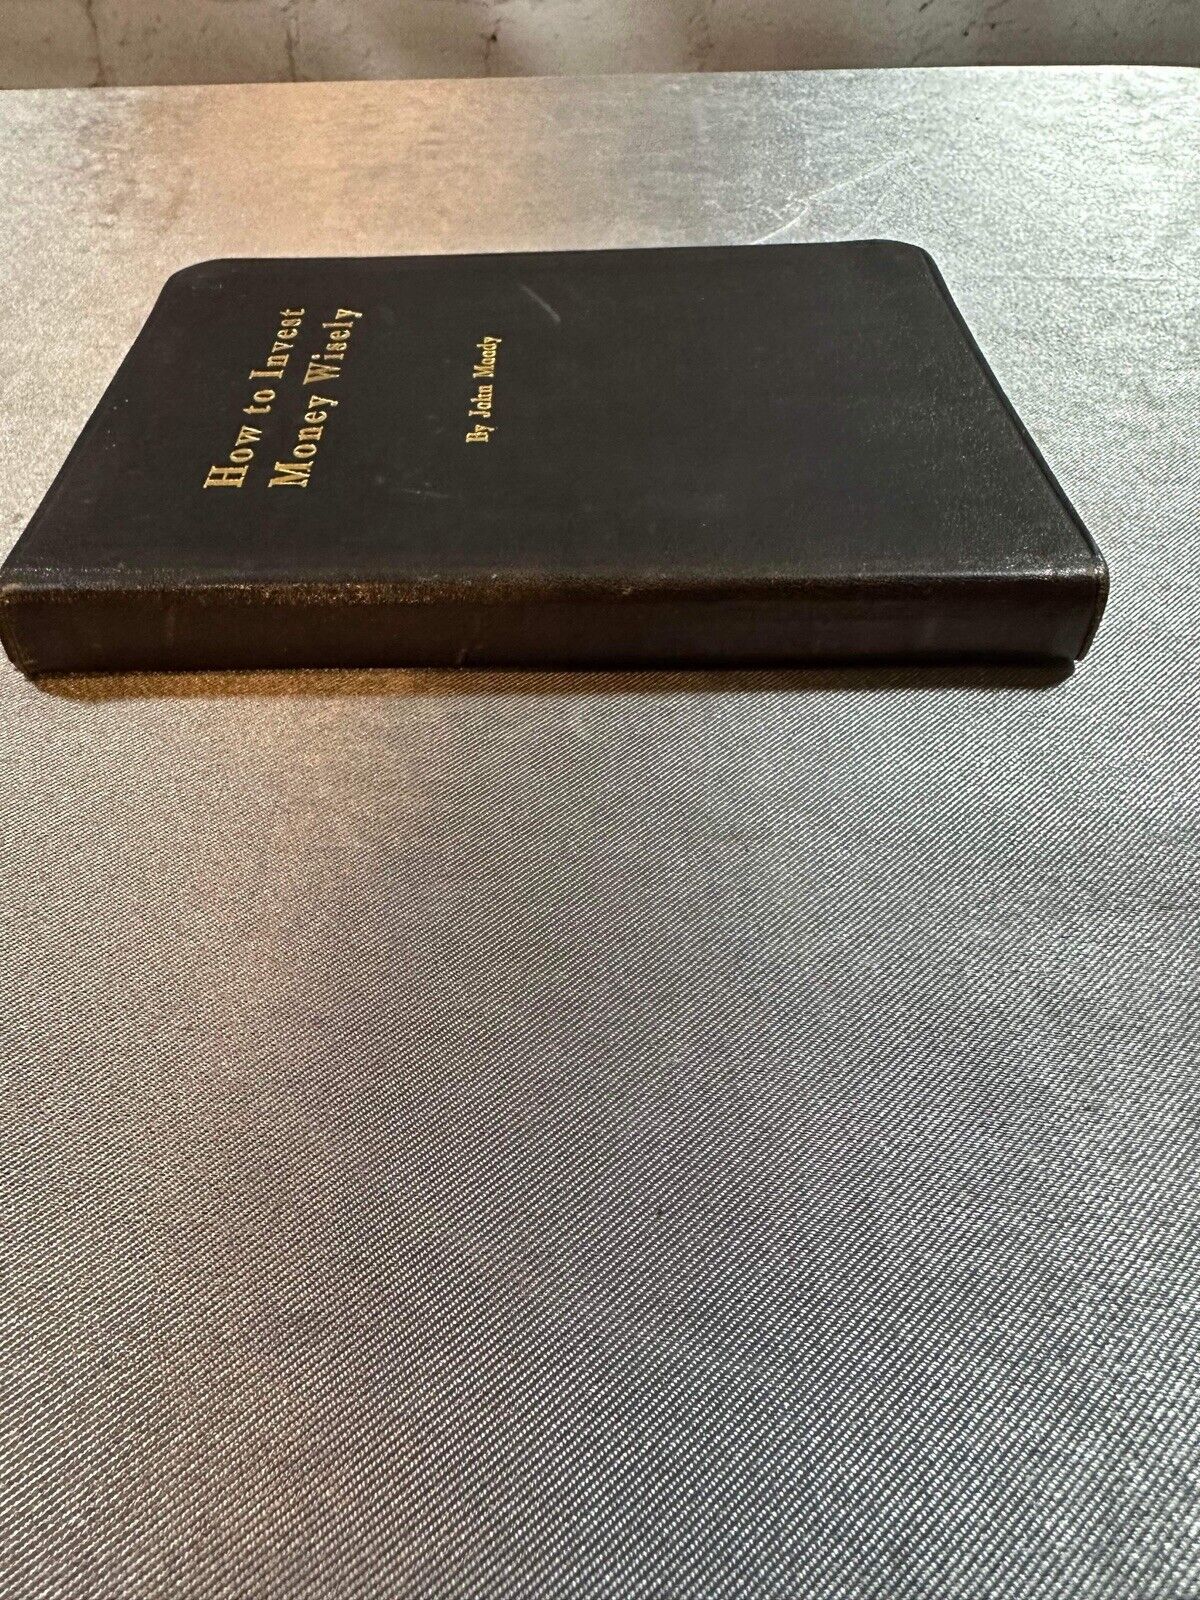 How to Invest
Money Wisely
By John Moody